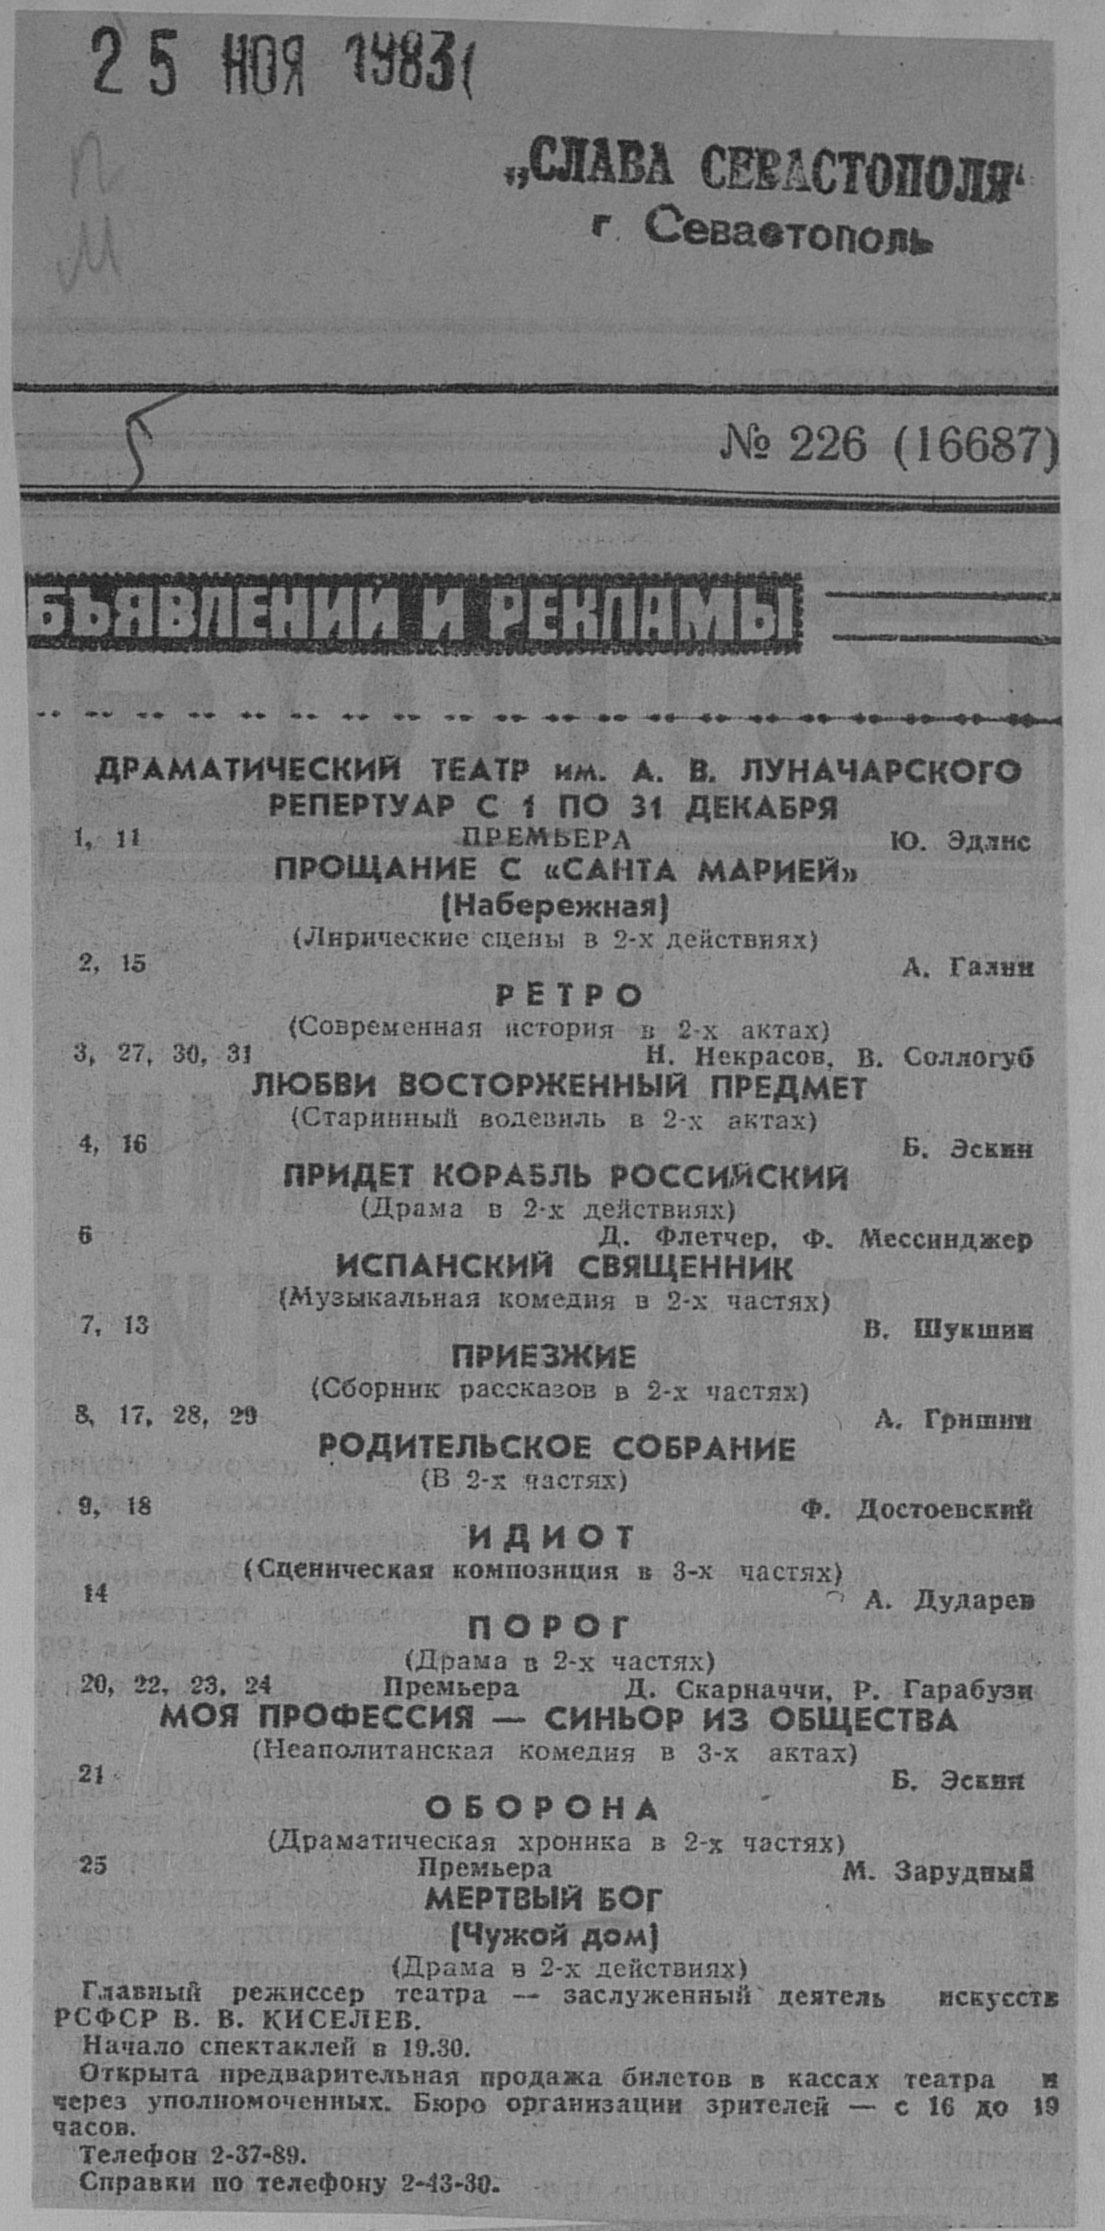 25 НОЯ 1983
„СЛАВА СЕВАСТОПОЛЯ“
г. Севастополь
№ 226 (16687)
БЪЯВЛЕНИЙ И РЕКЛАМЫ
ДРАМАТИЧЕСКИЙ ТЕАТР им. А. В. ЛУНАЧАРСКОГО
РЕПЕРТУАР С 1 ПО 31 ДЕКАБРЯ
1, 11 ПРЕМЬЕРА Ю. Эдлис
ПРОЩАНИЕ С «САНТА МАРИЕЙ»
(Набережная)
(Лирические сцены в 2-х действиях)
2, 15 А. Галин
РЕТРО
(Современная история в 2-х актах)
3, 27, 30, 31 Н. Некрасов, В. Соллогуб
ЛЮБВИ ВОСТОРЖЕННЫЙ ПРЕДМЕТ
(Старинный водевиль в 2-х актах)
4, 16 Б. Эскин
ПРИДЕТ КОРАБЛЬ РОССИЙСКИЙ
(Драма в 2-х действиях)
6 Д. Флетчер, Ф. Мессинджер
ИСПАНСКИЙ СВЯЩЕННИК
(Музыкальная комедия в 2-х частях)
7, 13 В. Шукшин
ПРИЕЗЖИЕ
(Сборник рассказов в 2-х частях)
8, 17, 28, 29 А. Гришин
РОДИТЕЛЬСКОЕ СОБРАНИЕ
(В 2-х частях)
9, 18 Ф. Достоевский
ИДИОТ
(Сценическая композиция в 3-х частях)
14 А. Дударев
ПОРОГ
(Драма в 2-х частях)
20, 22, 23, 24 Премьера Д. Скарначчи, Р. Гарабузи
МОЯ ПРОФЕССИЯ — СИНЬОР ИЗ ОБЩЕСТВА
(Неаполитанская комедия в 3-х актах)
21 Б. Эскин
ОБОРОНА
(Драматическая хроника в 2-х частях)
25 Премьера М. Зарудный
МЕРТВЫЙ БОГ
(Чужой дом)
(Драма в 2-х действиях)
Главный режиссер театра — заслуженный деятель искусств
РСФСР В. В. КИСЕЛЕВ.
Начало спектаклей в 19.30.
Открыта предварительная продажа билетов в кассах театра и
через уполномоченных. Бюро организации зрителей — с 16 до 19
часов.
Телефон 2-37-89.
Справки по телефону 2-43-30.